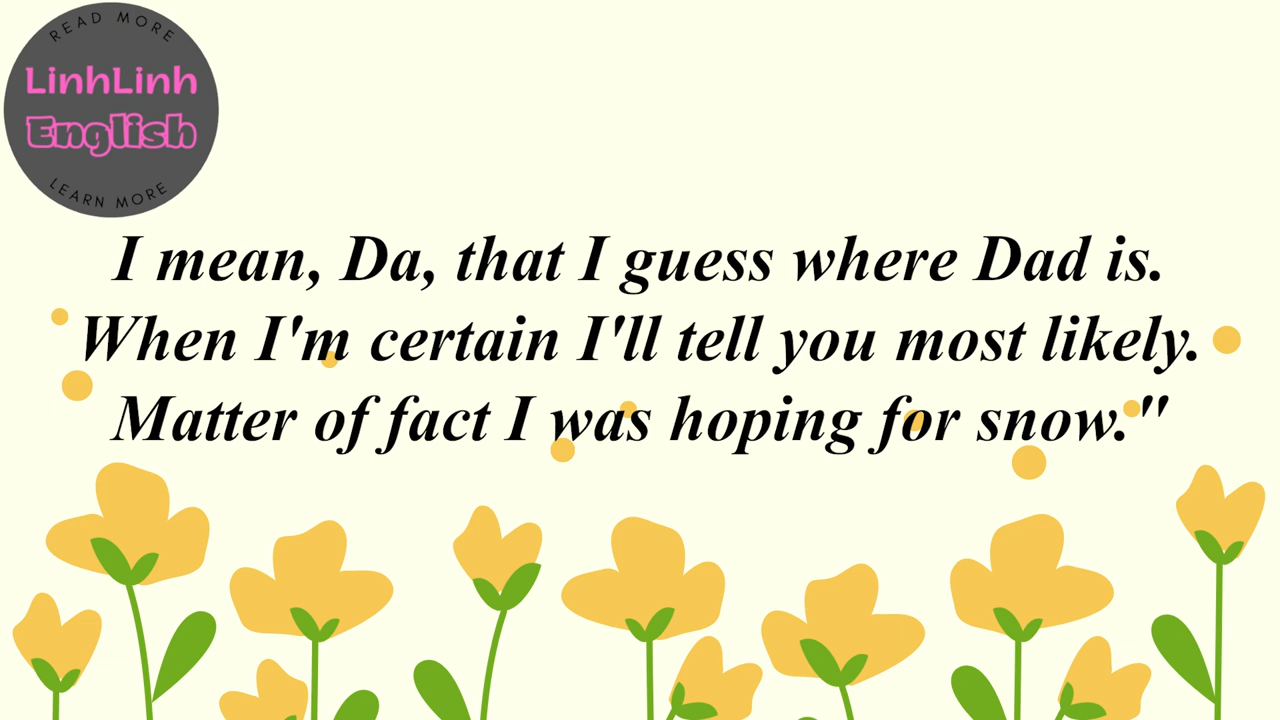 READ MORE
LinhLinh
English
LEARN MORE
I mean, Da, that I guess where Dad is.
When I'm certain I'll tell you most likely.
Matter of fact I was hoping for snow."